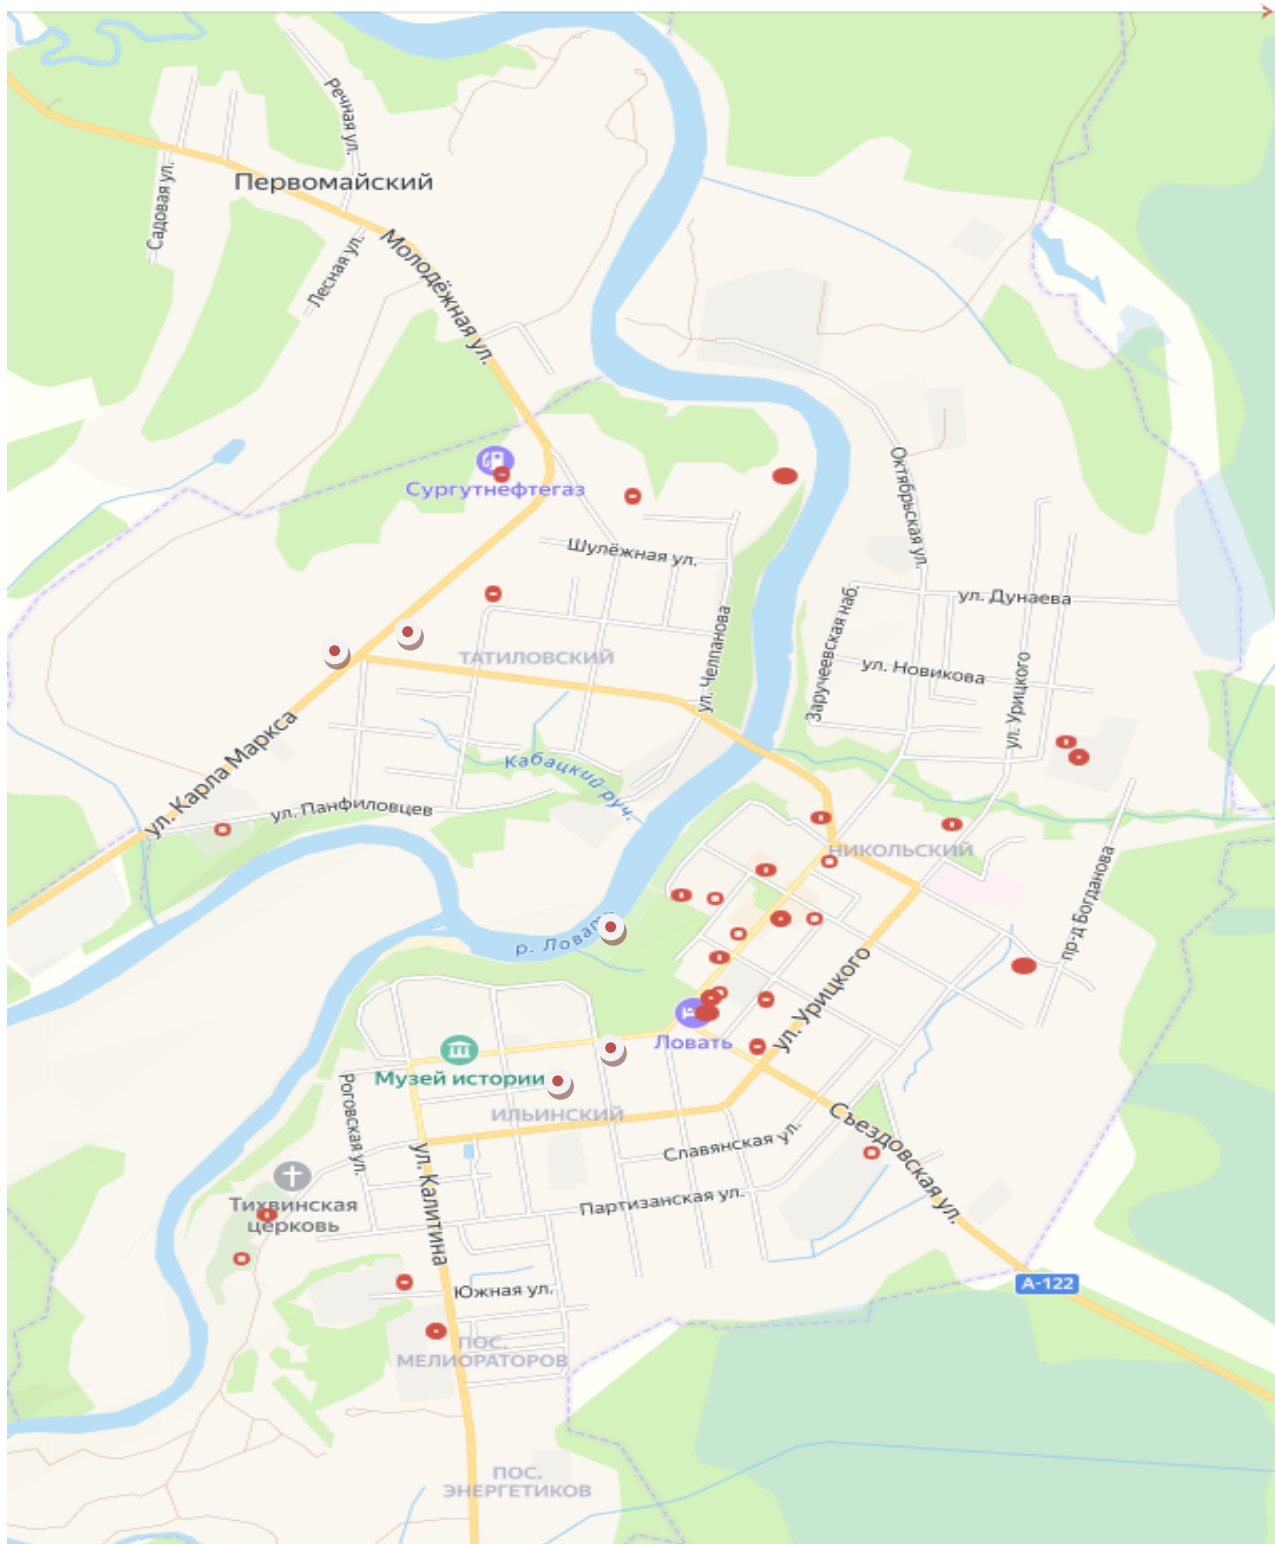 Речная ул.
Первомайский
Садовая ул.
Лесная ул.
Молодёжная ул.
Сургутнефтегаз
Октябрьская ул.
Шулёжная ул.
ул. Дунаева
Заручеевская наб.
ул. Челпанова
ТАТИЛОВСКИЙ
ул. Новикова
ул. Урицкого
ул. Карла Маркса
Кабацкий руч.
ул. Панфиловцев
НИКОЛЬСКИЙ
пр-д Богданова
р. Ловать
ул. Урицкого
Ловать
Музей истории
Роговская ул.
ИЛЬИНСКИЙ
Съездовская ул.
Славянская ул.
ул. Калитина
Партизанская ул.
Тихвинская
церковь
А-122
Южная ул.
ПОС.
МЕЛИОРАТОРОВ
ПОС.
ЭНЕРГЕТИКОВ